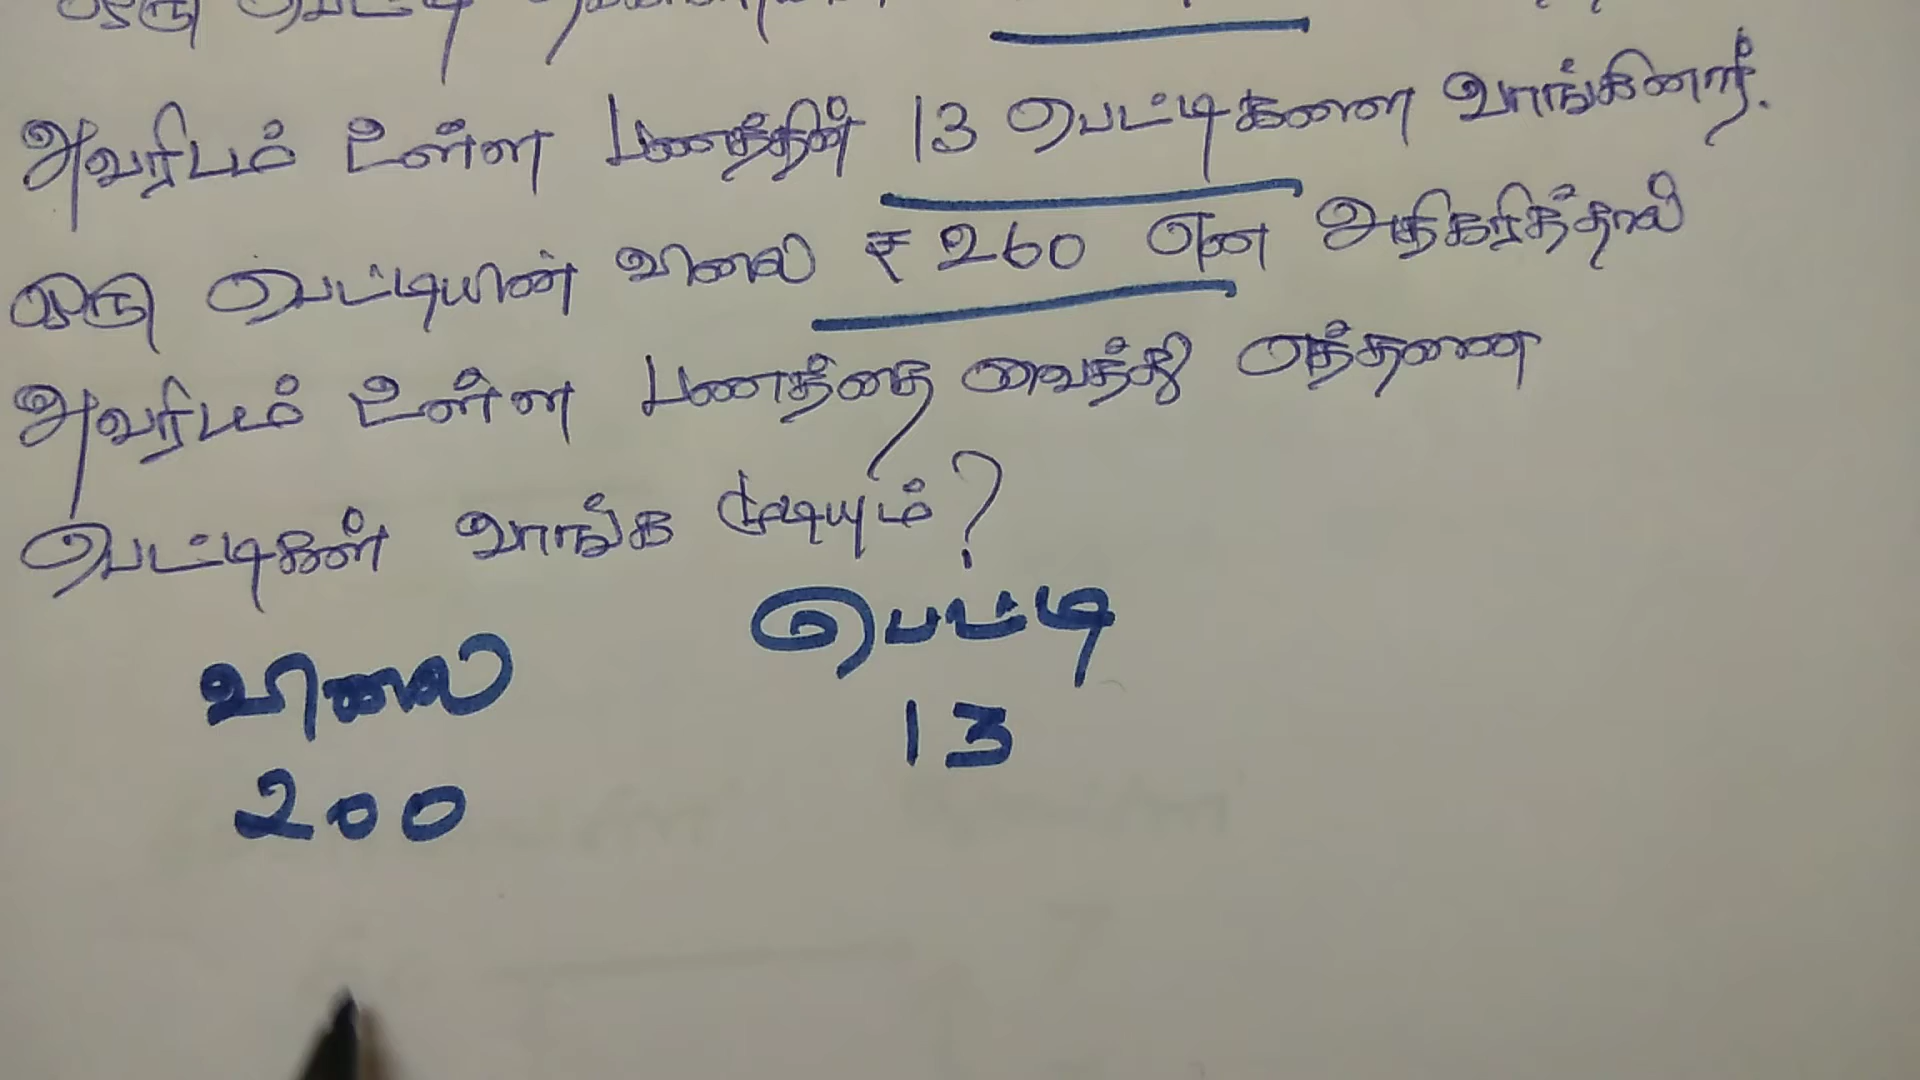 ஒரு பெட்டி
அவரிடம் உள்ள பணத்தின் 13 பெட்டிகளை வாங்கினார்.
ஒரு பெட்டியின் விலை ₹ 260 என அதிகரித்தால்
அவரிடம் உள்ள பணத்தை வைத்து எத்தனை
பெட்டிகள் வாங்க முடியும்?
விலை பெட்டி
200 13